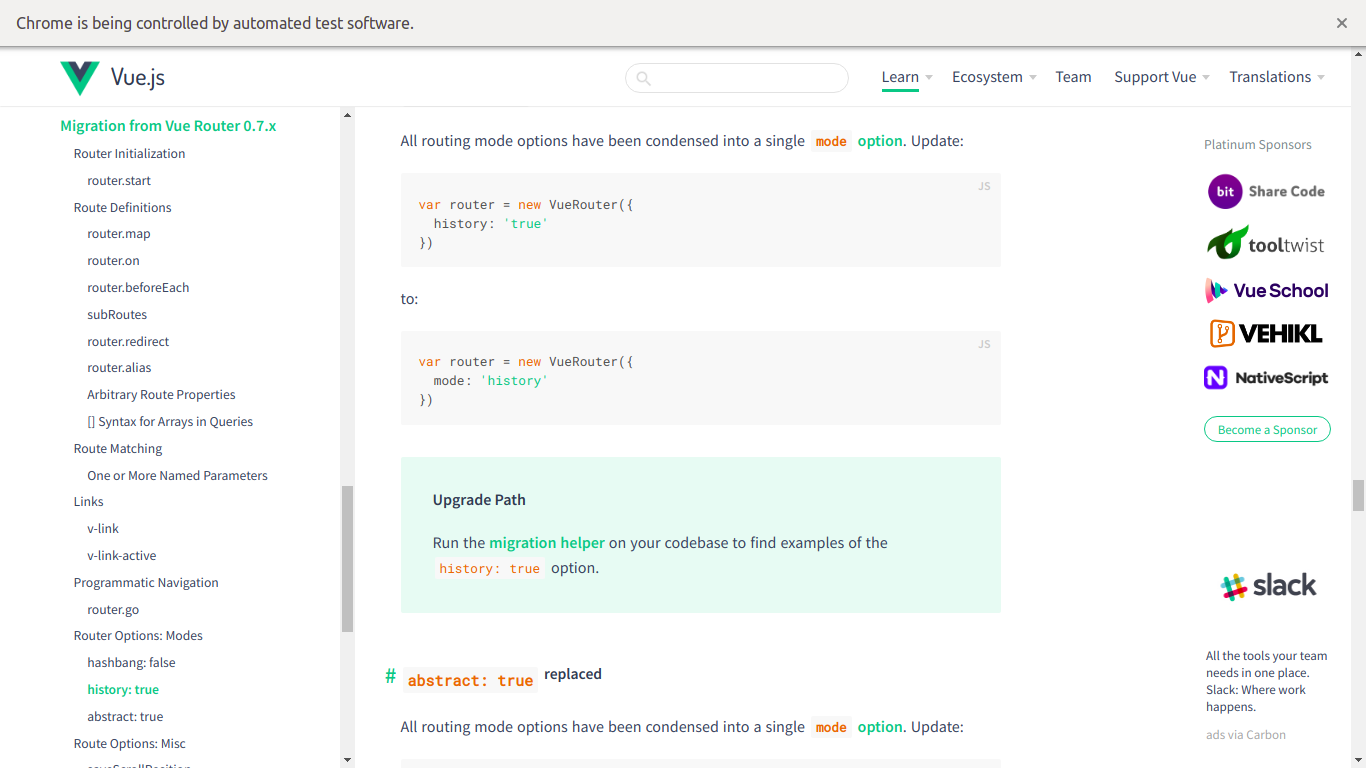 Chrome is being controlled by automated test software.
Vue.js
Learn
Ecosystem
Team
Support Vue
Translations
Migration from Vue Router 0.7.x
Router Initialization
router.start
Route Definitions
router.map
router.on
router.beforeEach
subRoutes
router.redirect
router.alias
Arbitrary Route Properties
[] Syntax for Arrays in Queries
Route Matching
One or More Named Parameters
Links
v-link
v-link-active
Programmatic Navigation
router.go
Router Options: Modes
hashbang: false
history: true
abstract: true
Route Options: Misc
saveScrollPosition
All routing mode options have been condensed into a single mode option. Update:
JS
var router = new VueRouter({
  history: 'true'
})
to:
JS
var router = new VueRouter({
  mode: 'history'
})
Upgrade Path
Run the migration helper on your codebase to find examples of the
history: true option.
# abstract: true replaced
All routing mode options have been condensed into a single mode option. Update:
Platinum Sponsors
bit Share Code
tooltwist
Vue School
VEHIKL
NativeScript
Become a Sponsor
slack
All the tools your team
needs in one place.
Slack: Where work
happens.
ads via Carbon